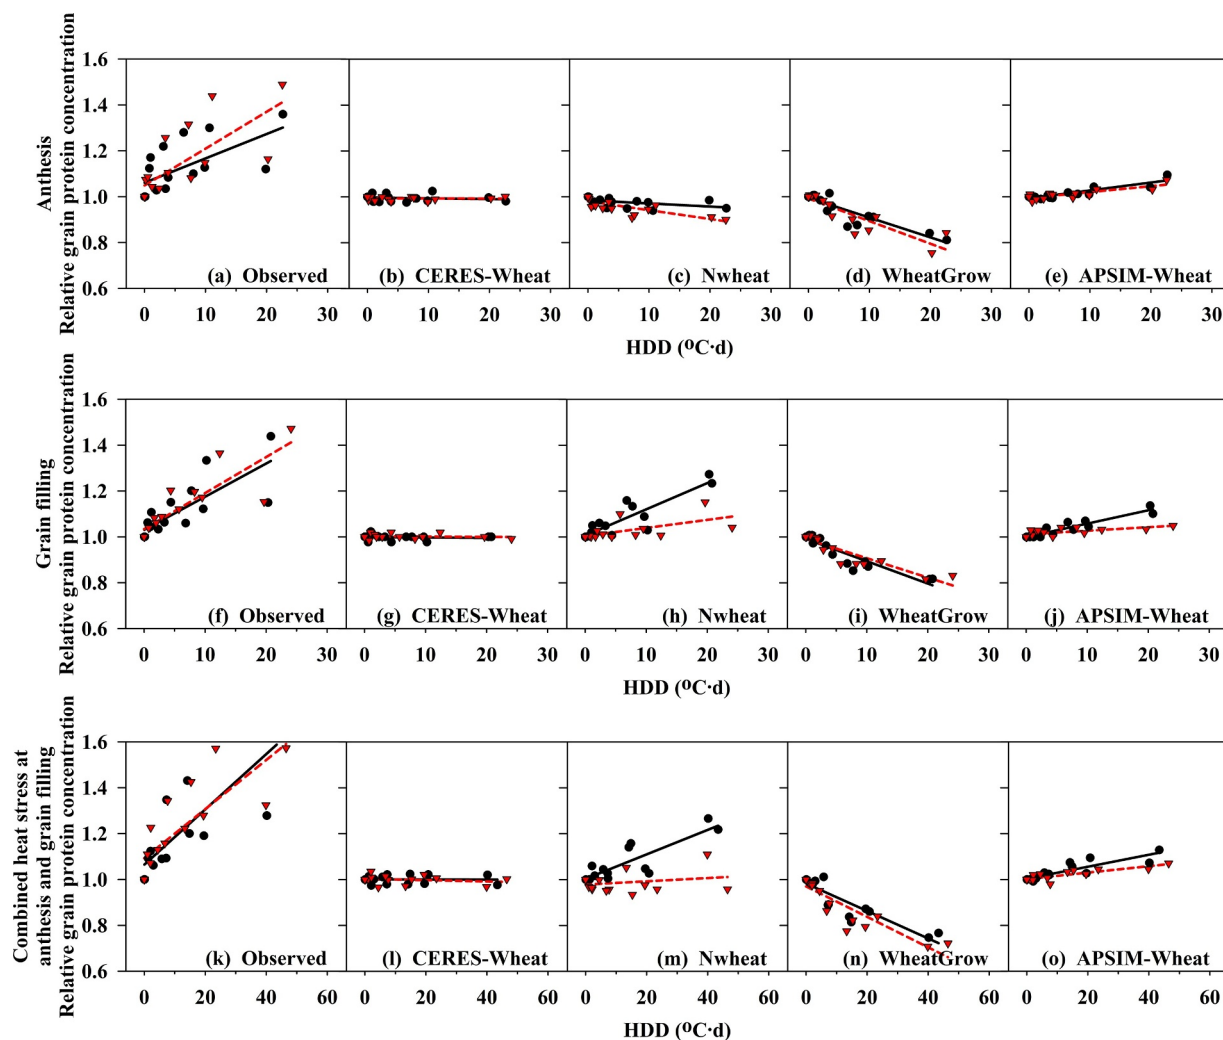 Anthesis
Relative grain protein concentration
1.6
1.4
1.2
1.0
0.8
0.6
(a) Observed
(b) CERES-Wheat
(c) Nwheat
(d) WheatGrow
(e) APSIM-Wheat
0 10 20 30 0 10 20 30 0 10 20 30 0 10 20 30 0 10 20 30
HDD (ºC·d)
Grain filling
Relative grain protein concentration
1.6
1.4
1.2
1.0
0.8
0.6
(f) Observed
(g) CERES-Wheat
(h) Nwheat
(i) WheatGrow
(j) APSIM-Wheat
0 10 20 30 0 10 20 30 0 10 20 30 0 10 20 30 0 10 20 30
HDD (ºC·d)
Combined heat stress at
anthesis and grain filling
Relative grain protein concentration
1.6
1.4
1.2
1.0
0.8
0.6
(k) Observed
(l) CERES-Wheat
(m) Nwheat
(n) WheatGrow
(o) APSIM-Wheat
0 20 40 60 0 20 40 60 0 20 40 60 0 20 40 60 0 20 40 60
HDD (ºC·d)